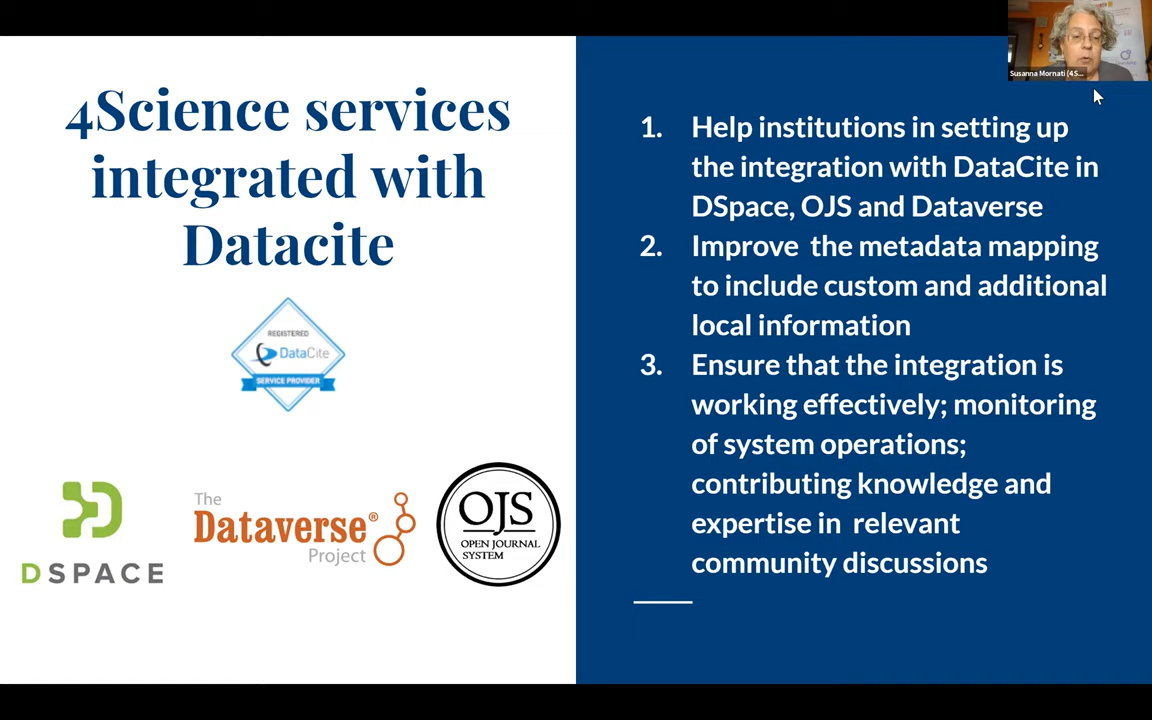 Susanna Mornati (4S...
4Science services
integrated with
Datacite
REGISTERED
DataCite
SERVICE PROVIDER
DSPACE
The
Dataverse®
Project
OJS
OPEN JOURNAL
SYSTEM
1. Help institutions in setting up
the integration with DataCite in
DSpace, OJS and Dataverse
2. Improve  the metadata mapping
to include custom and additional
local information
3. Ensure that the integration is
working effectively; monitoring
of system operations;
contributing knowledge and
expertise in  relevant
community discussions